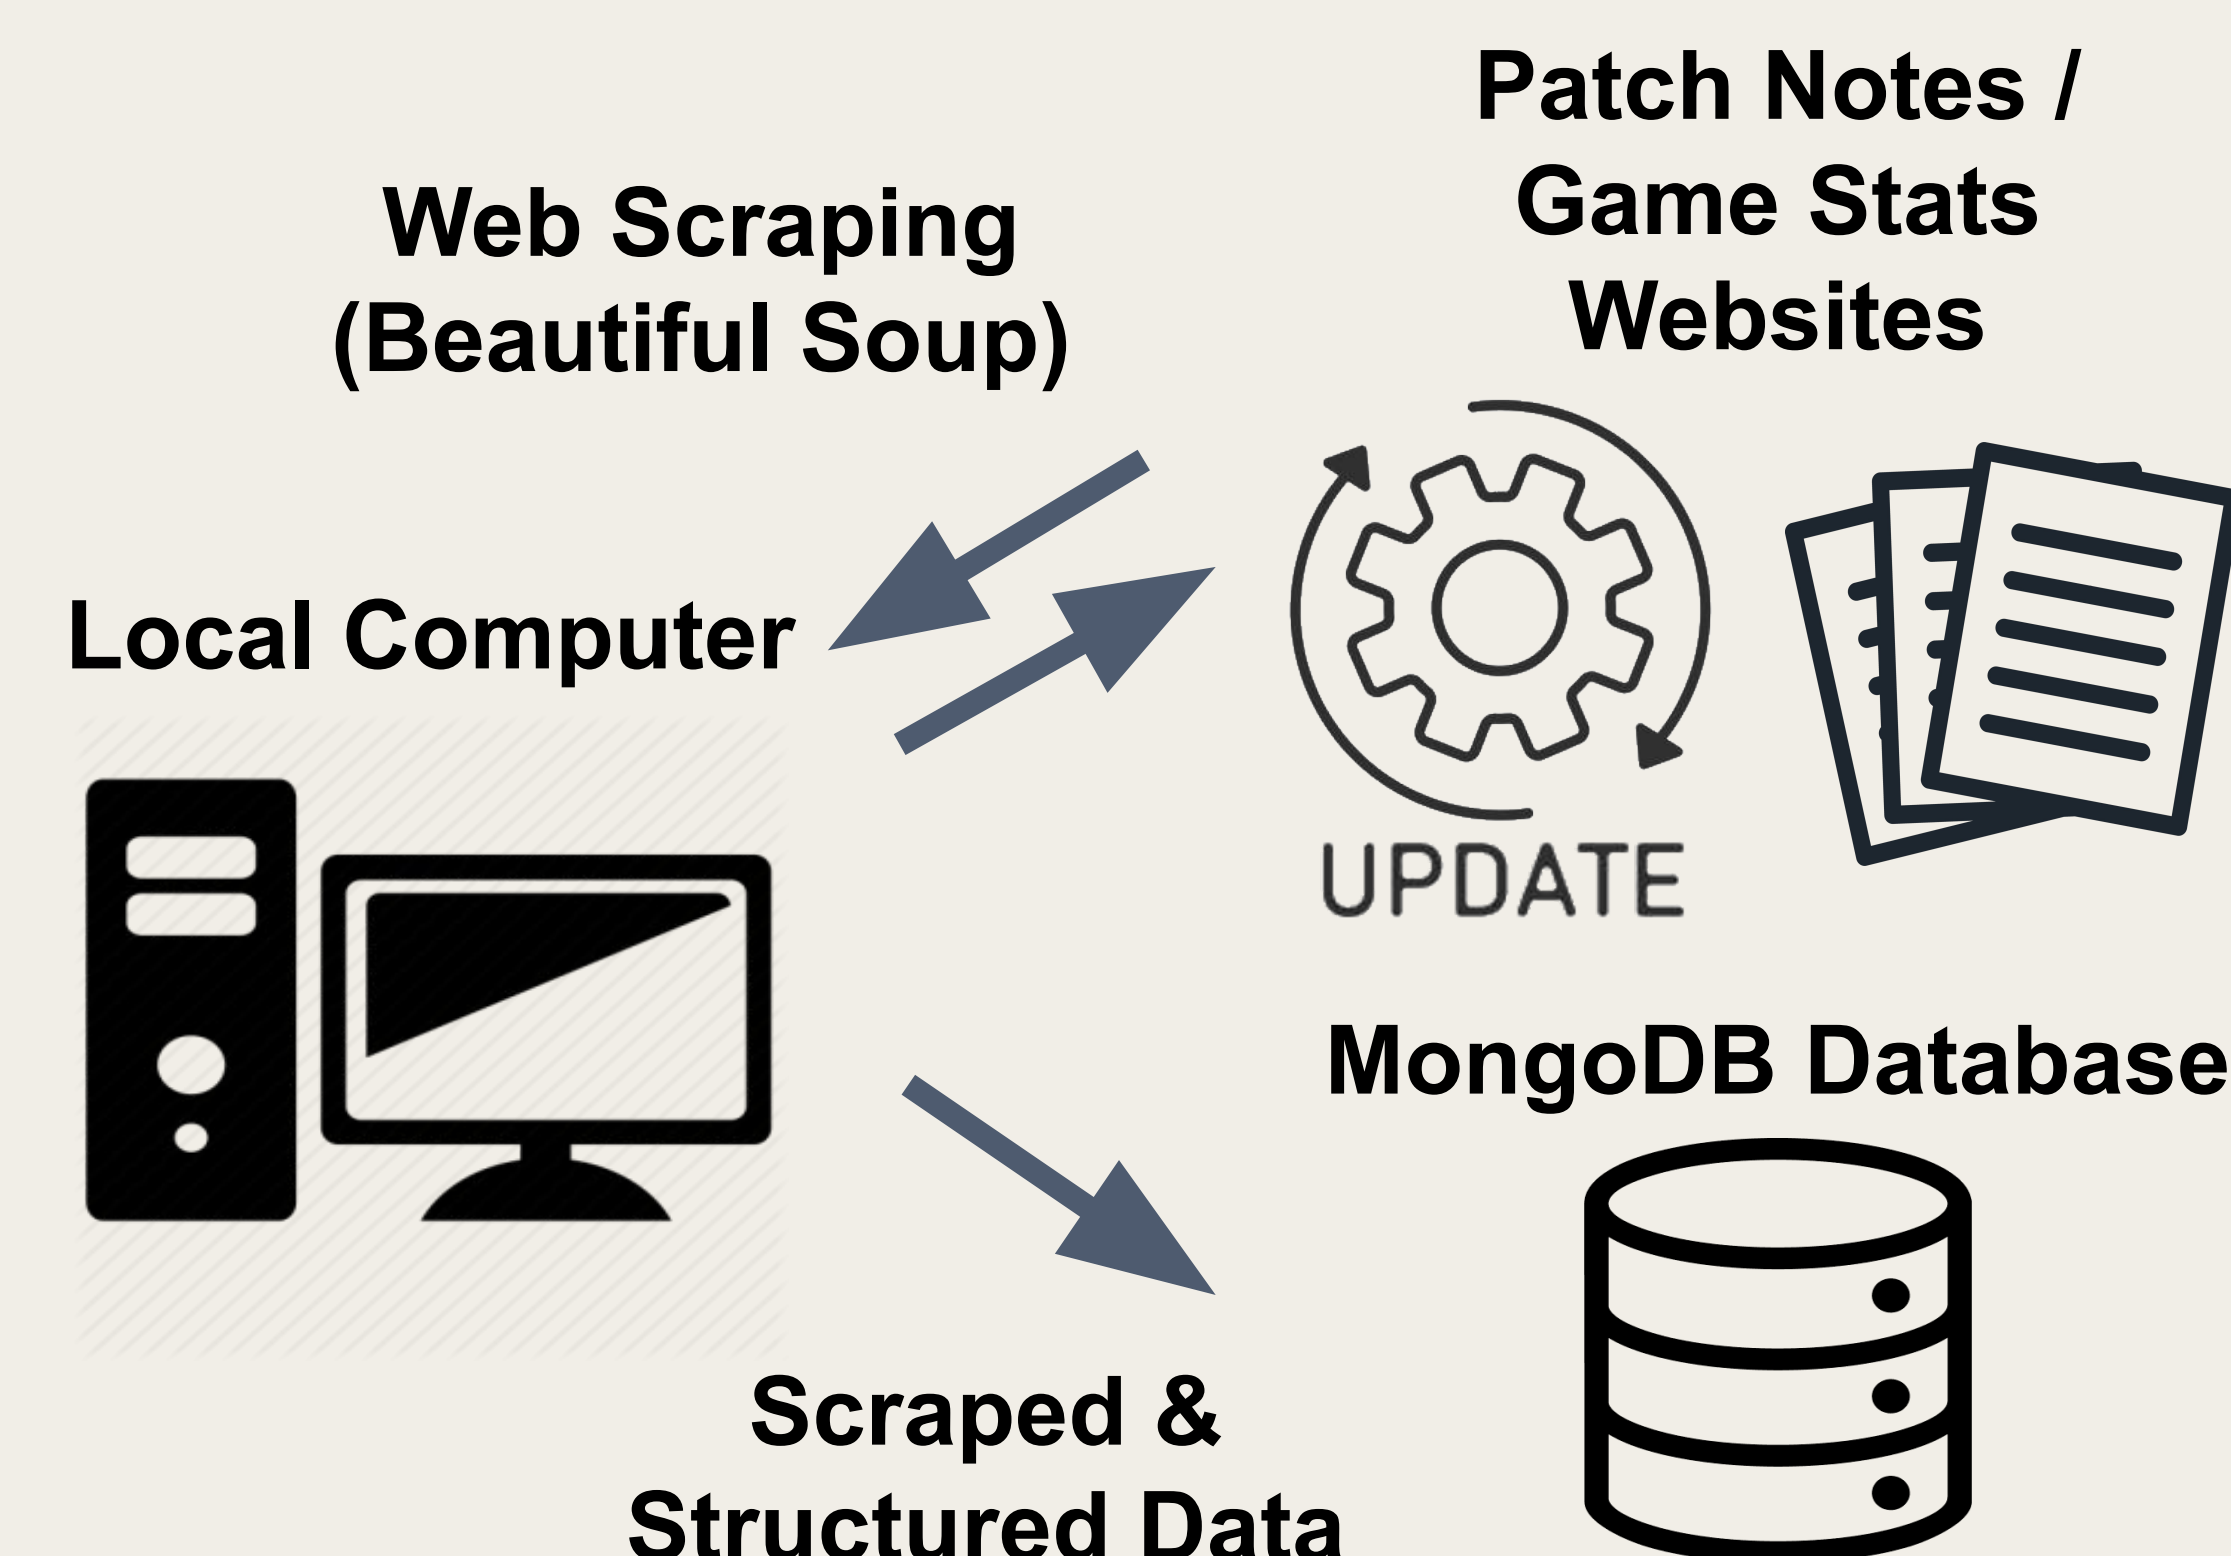 Patch Notes /
Game Stats
Websites
Web Scraping
(Beautiful Soup)
Local Computer
UPDATE
MongoDB Database
Scraped &
Structured Data